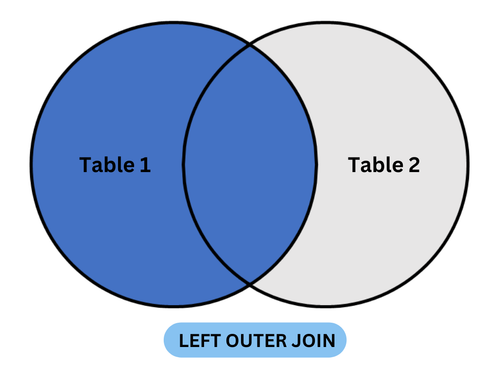 Table 1
Table 2
LEFT OUTER JOIN